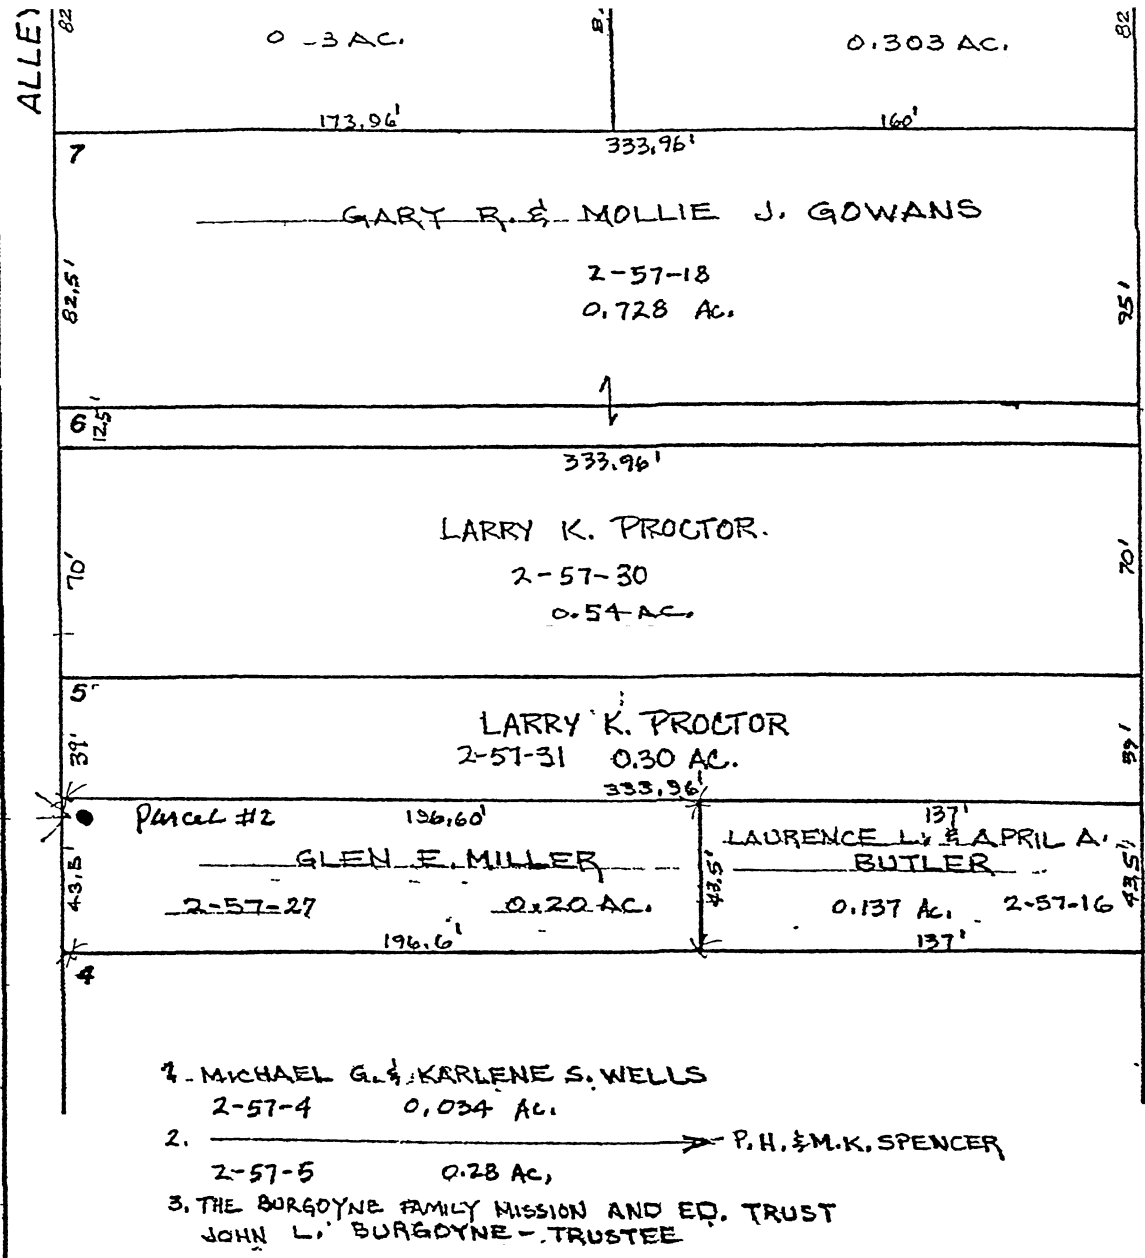 ALLEY
82
B.
82
0 -3 AC.
0.303 AC.
173.96'
160'
7
333.96'
GARY R. & MOLLIE J. GOWANS
2-57-18
0.728 Ac.
82.5'
95'
6
12.5'
333.96'
LARRY K. PROCTOR.
2-57-30
0.54 AC.
70'
70'
5
LARRY K. PROCTOR
2-57-31 0.30 AC.
39'
39'
333.96'
Parcel #2
196.60'
137'
GLEN E. MILLER
LAURENCE L. & APRIL A.
BUTLER
43.5'
43.5'
43.5'
2-57-27 0.20 AC.
0.137 Ac. 2-57-16
196.6'
137'
4
1. MICHAEL G. & KARLENE S. WELLS
2-57-4 0.034 Ac.
2. P.H. & M.K. SPENCER
2-57-5 0.28 Ac,
3. THE BURGOYNE FAMILY MISSION AND ED. TRUST
JOHN L. BURGOYNE - TRUSTEE